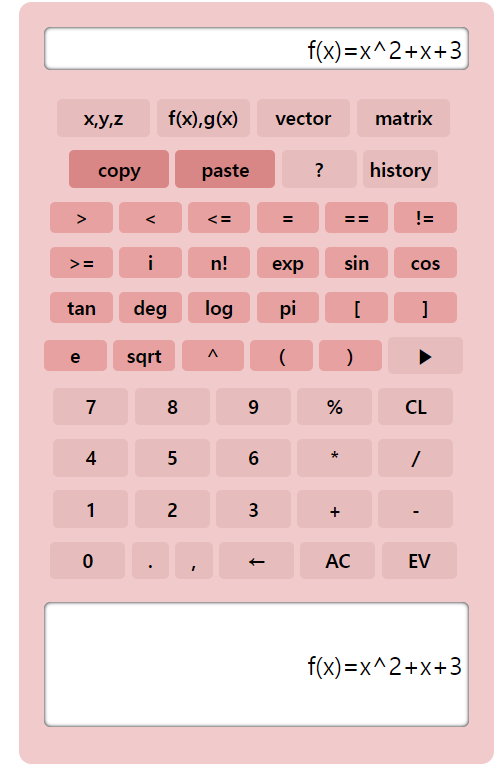 f(x)=x^2+x+3
x,y,z f(x),g(x) vector matrix
copy paste ? history
> < <= = == !=
>= i n! exp sin cos
tan deg log pi [ ]
e sqrt ^ ( ) ▶
7 8 9 % CL
4 5 6 * /
1 2 3 + -
0 . , ← AC EV
f(x)=x^2+x+3